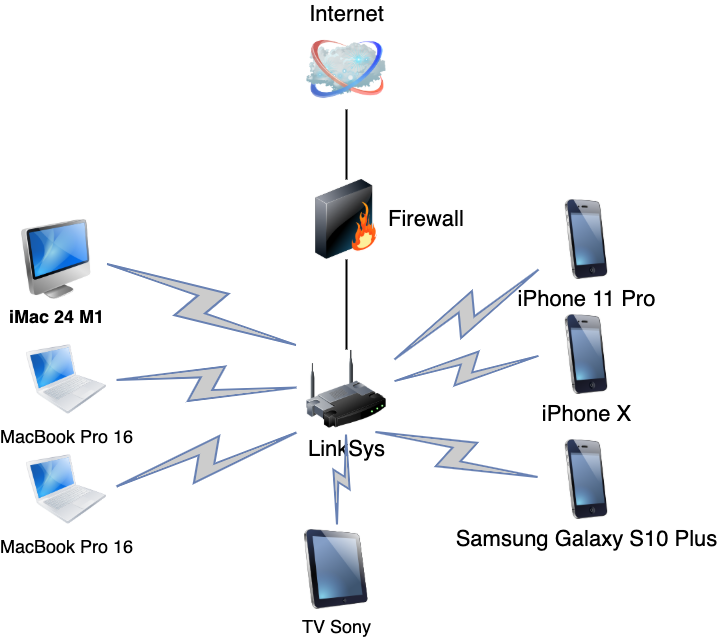 Internet
Firewall
iMac 24 M1
iPhone 11 Pro
MacBook Pro 16
iPhone X
LinkSys
MacBook Pro 16
Samsung Galaxy S10 Plus
TV Sony